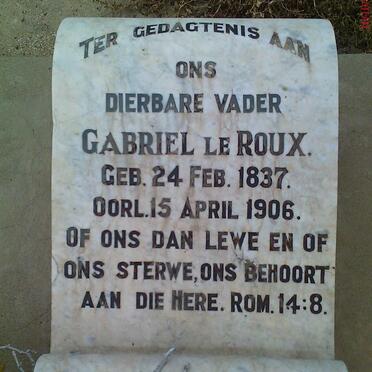 TER GEDAGTENIS AAN
ONS
DIERBARE VADER
GABRIEL LE ROUX.
GEB. 24 FEB. 1837.
OORL. 15 APRIL 1906.
OF ONS DAN LEWE EN OF
ONS STERWE, ONS BEHOORT
AAN DIE HERE. ROM. 14:8.